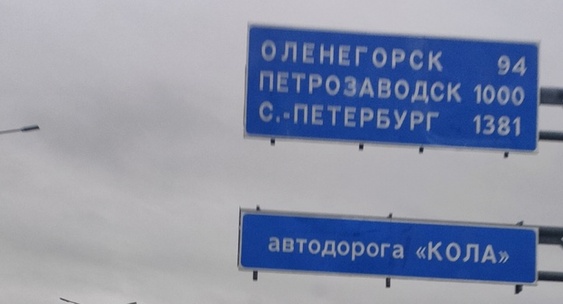 ОЛЕНЕГОРСК 94
ПЕТРОЗАВОДСК 1000
С.-ПЕТЕРБУРГ 1381
автодорога «КОЛА»